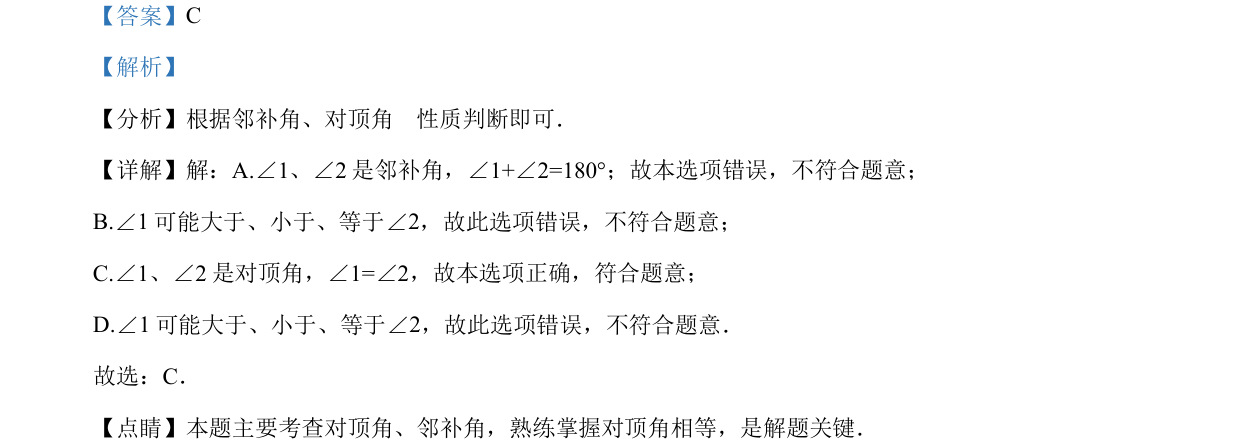 【答案】C
【解析】
【分析】根据邻补角、对顶角　性质判断即可．
【详解】解：A.∠1、∠2 是邻补角，∠1+∠2=180°；故本选项错误，不符合题意；
B.∠1 可能大于、小于、等于∠2，故此选项错误，不符合题意；
C.∠1、∠2 是对顶角，∠1=∠2，故本选项正确，符合题意；
D.∠1 可能大于、小于、等于∠2，故此选项错误，不符合题意．
故选：C．
【点睛】本题主要考查对顶角、邻补角，熟练掌握对顶角相等，是解题关键．